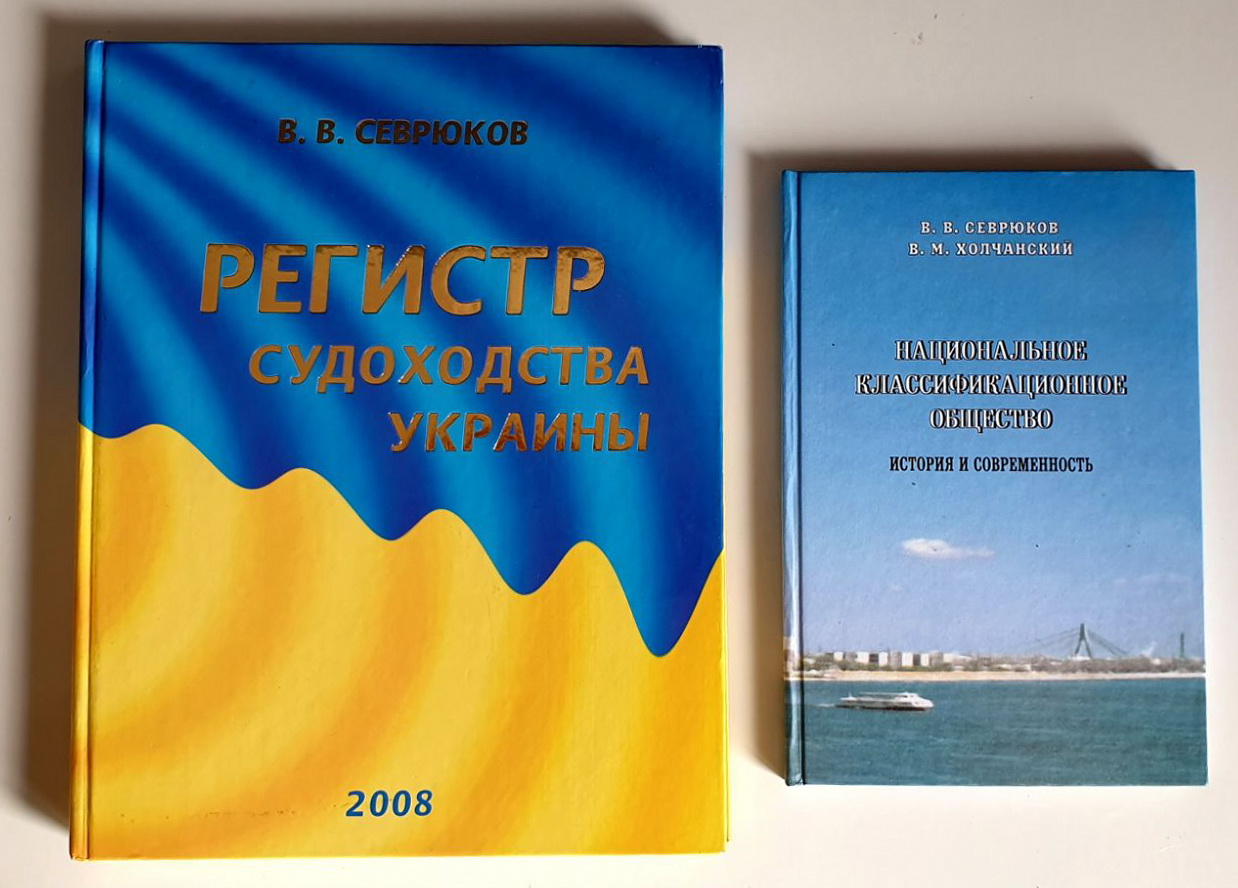 В. В. СЕВРЮКОВ
РЕГИСТР
СУДОХОДСТВА
УКРАИНЫ
2008
В. В. СЕВРЮКОВ
В. М. ХОЛЧАНСКИЙ
НАЦИОНАЛЬНОЕ
КЛАССИФИКАЦИОННОЕ
ОБЩЕСТВО
ИСТОРИЯ И СОВРЕМЕННОСТЬ